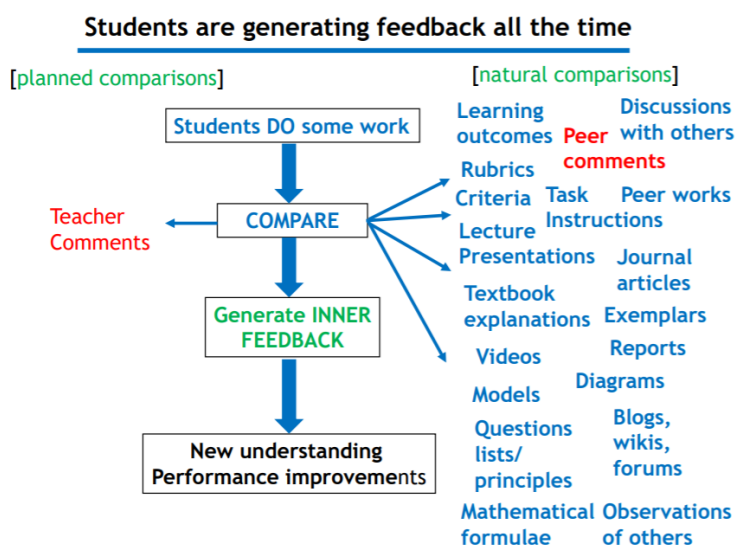 Students are generating feedback all the time
[planned comparisons]
[natural comparisons]
Students DO some work
COMPARE
Teacher
Comments
Generate INNER
FEEDBACK
New understanding
Performance improvements
Learning
outcomes
Discussions
with others
Peer
comments
Rubrics
Criteria
Task
Instructions
Peer works
Lecture
Presentations
Journal
articles
Textbook
explanations
Exemplars
Videos
Reports
Models
Diagrams
Questions
lists/
principles
Blogs,
wikis,
forums
Mathematical
formulae
Observations
of others